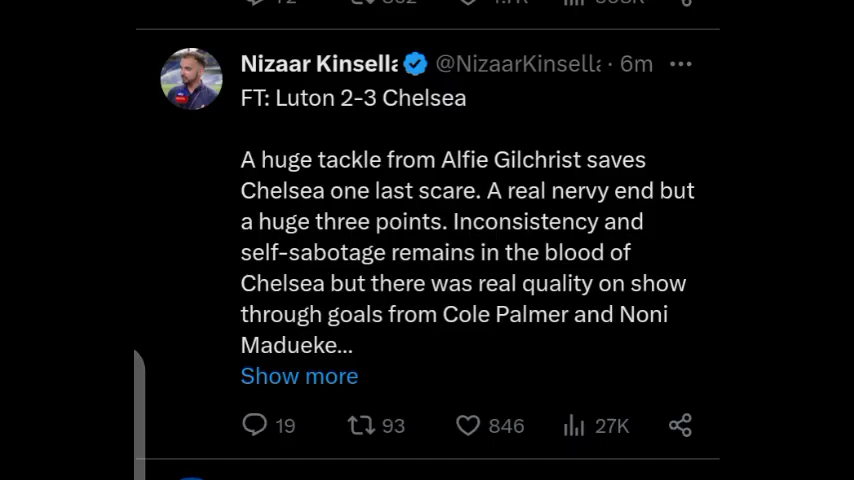 Nizaar Kinsella @NizaarKinsella · 6m
FT: Luton 2-3 Chelsea
A huge tackle from Alfie Gilchrist saves
Chelsea one last scare. A real nervy end but
a huge three points. Inconsistency and
self-sabotage remains in the blood of
Chelsea but there was real quality on show
through goals from Cole Palmer and Noni
Madueke...
Show more
19 93 846 27K